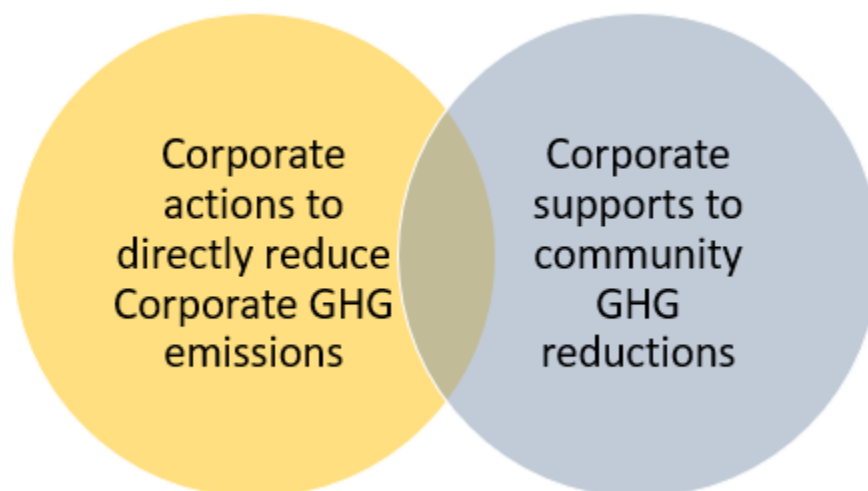 Corporate
actions to
directly reduce
Corporate GHG
emissions
Corporate
supports to
community
GHG
reductions